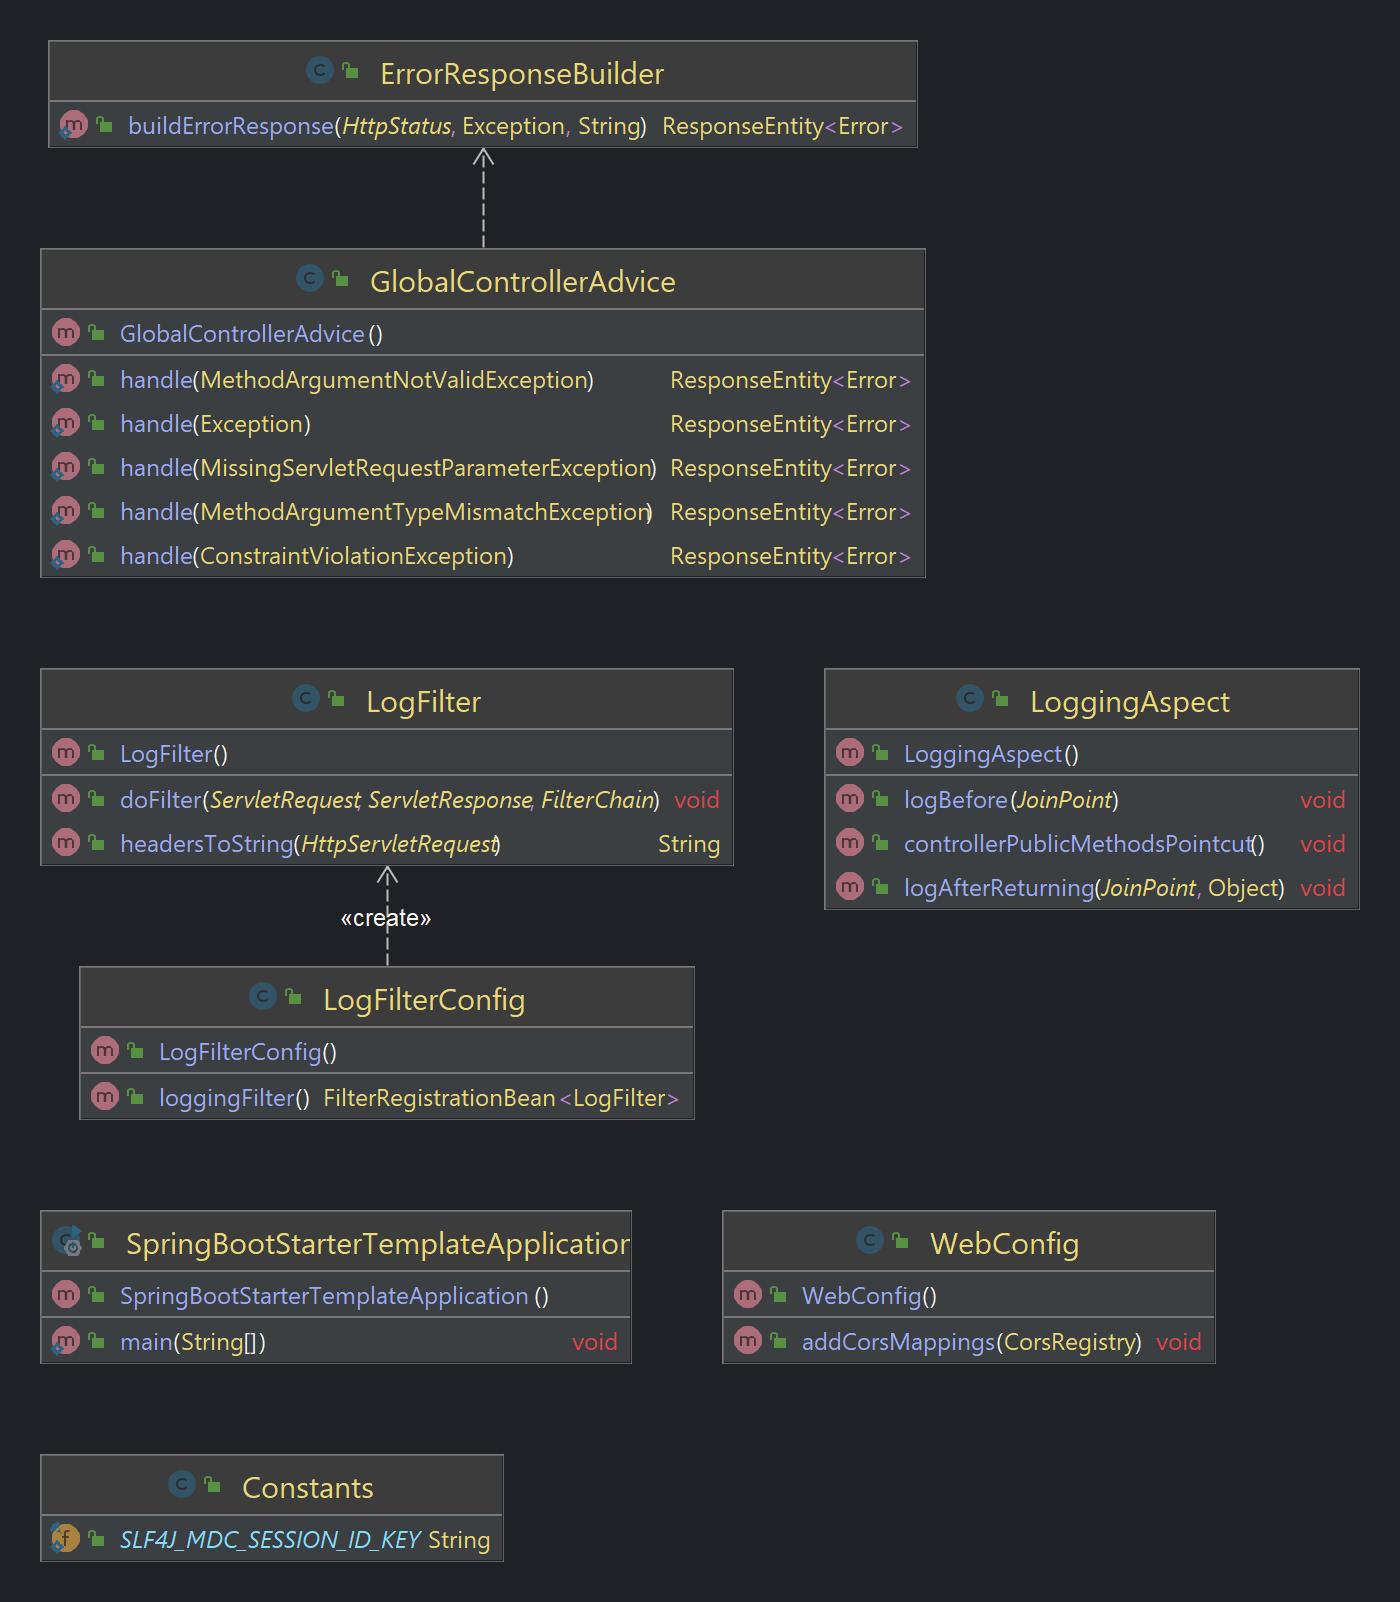 ErrorResponseBuilder
buildErrorResponse(HttpStatus, Exception, String) ResponseEntity<Error>
GlobalControllerAdvice
GlobalControllerAdvice()
handle(MethodArgumentNotValidException) ResponseEntity<Error>
handle(Exception) ResponseEntity<Error>
handle(MissingServletRequestParameterException) ResponseEntity<Error>
handle(MethodArgumentTypeMismatchException) ResponseEntity<Error>
handle(ConstraintViolationException) ResponseEntity<Error>
LogFilter
LogFilter()
doFilter(ServletRequest, ServletResponse, FilterChain) void
headersToString(HttpServletRequest) String
LoggingAspect
LoggingAspect()
logBefore(JoinPoint) void
controllerPublicMethodsPointcut() void
logAfterReturning(JoinPoint, Object) void
«create»
LogFilterConfig
LogFilterConfig()
loggingFilter() FilterRegistrationBean<LogFilter>
SpringBootStarterTemplateApplication
SpringBootStarterTemplateApplication()
main(String[]) void
WebConfig
WebConfig()
addCorsMappings(CorsRegistry) void
Constants
SLF4J_MDC_SESSION_ID_KEY String